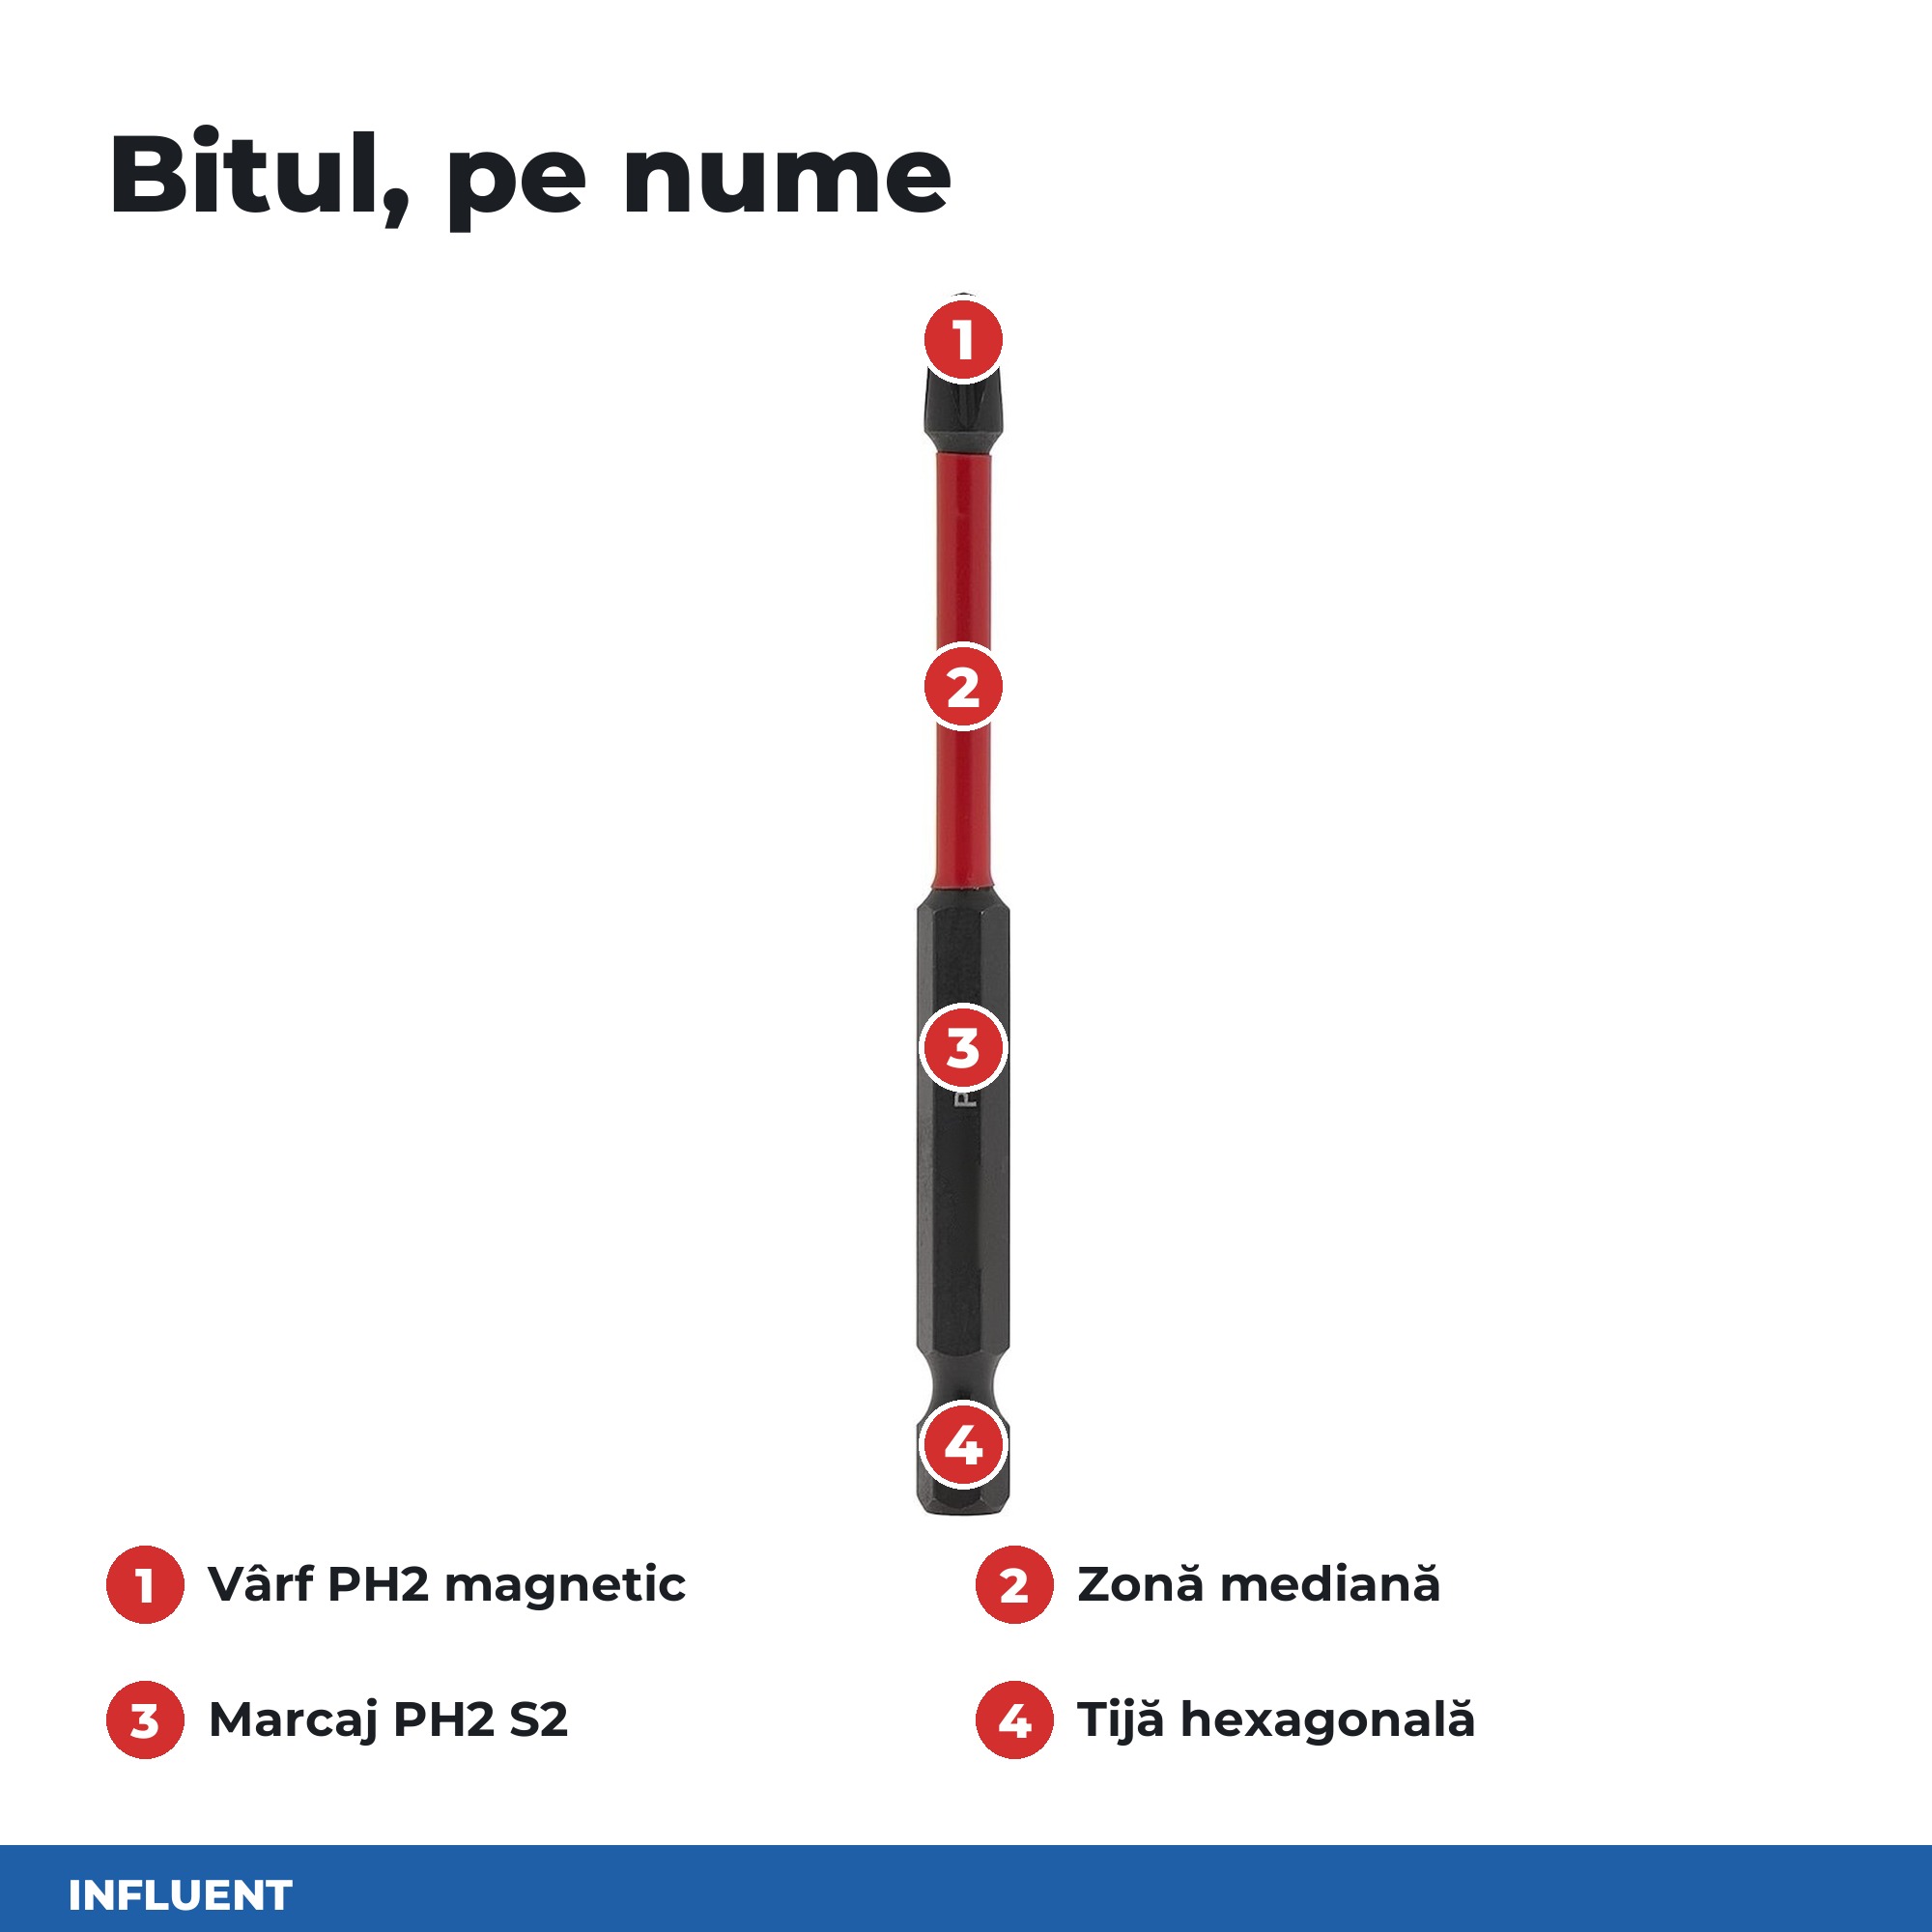 Bitul, pe nume
1
2
3
P
4
1 Vârf PH2 magnetic
2 Zonă mediană
3 Marcaj PH2 S2
4 Tijă hexagonală
INFLUENT